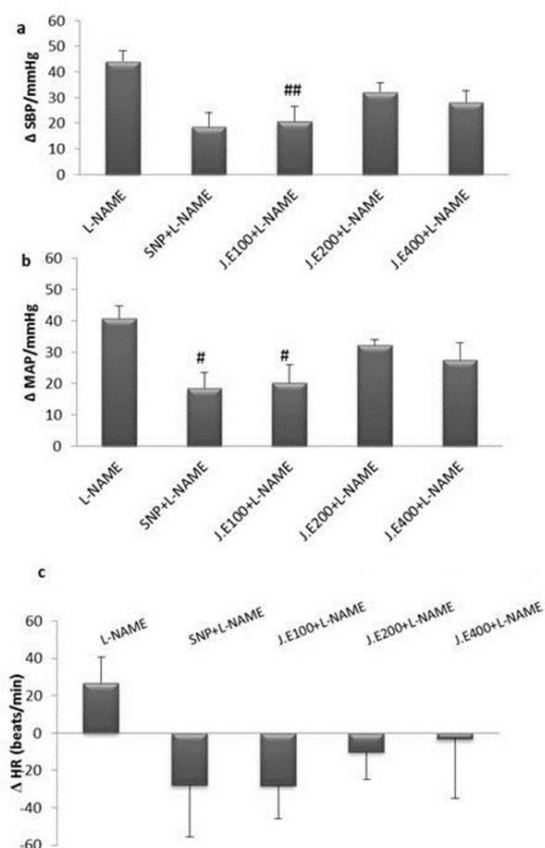 a
60
50
40
30
20
10
0
Δ SBP/mmHg
##
L-NAME
SNP+L-NAME
J.E100+L-NAME
J.E200+L-NAME
J.E400+L-NAME
b
60
50
40
30
20
10
0
Δ MAP/mmHg
#
#
L-NAME
SNP+L-NAME
J.E100+L-NAME
J.E200+L-NAME
J.E400+L-NAME
c
60
40
20
0
-20
-40
-60
Δ HR (beats/min)
L-NAME
SNP+L-NAME
J.E100+L-NAME
J.E200+L-NAME
J.E400+L-NAME